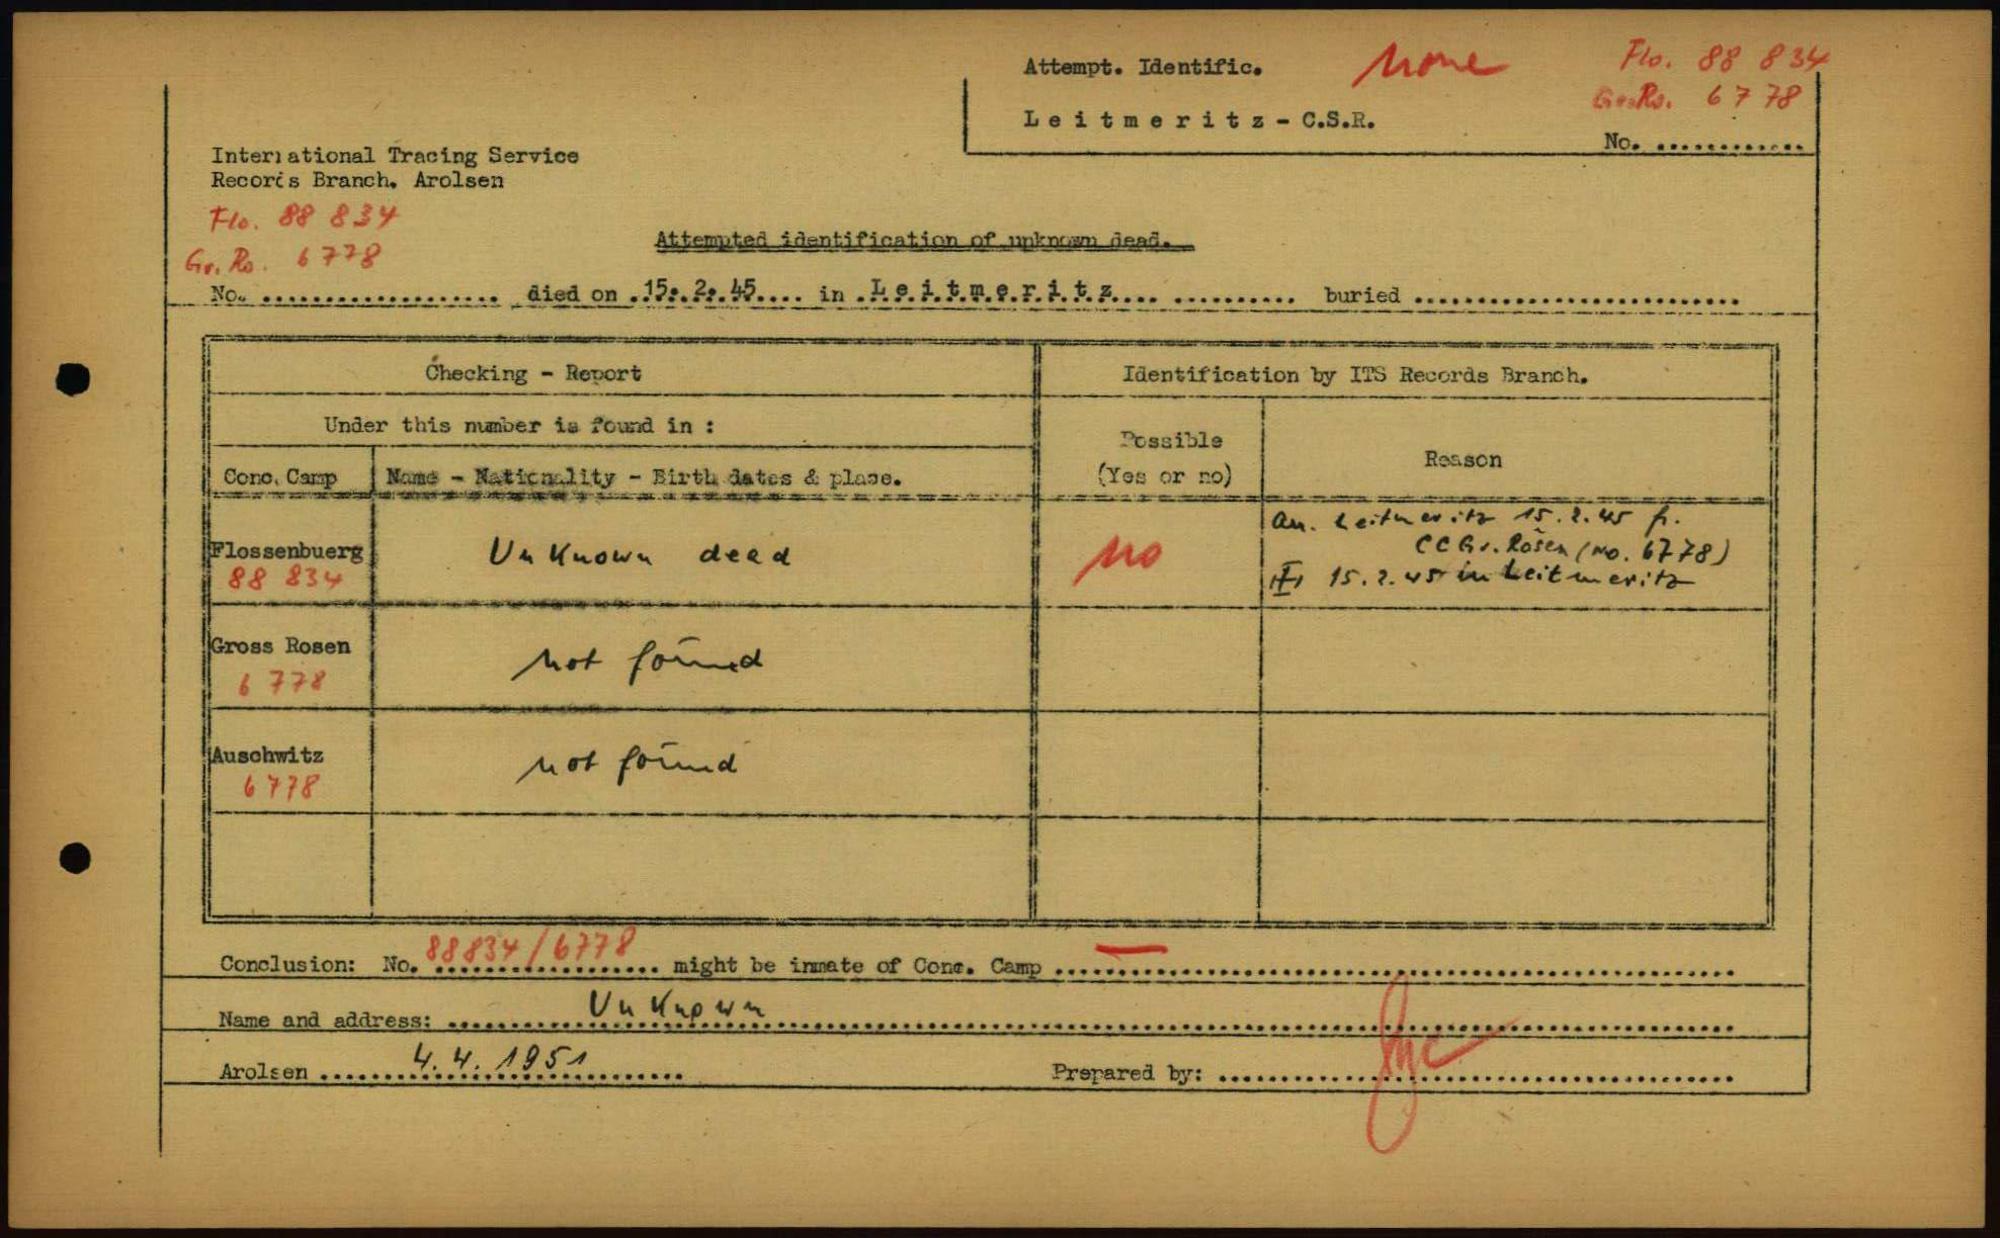 Attempt. Identific. none Flo. 88 834
Gr.Ro. 6778
Leitmeritz - C.S.R.
No. .............
International Tracing Service
Records Branch. Arolsen
Flo. 88 834
Gr. Ro. 6778
Attempted identification of unknown dead.
No. .................... died on .15. 2. 45.... in .Leitmeritz.... .......... buried ..........................
Checking - Report
Identification by ITS Records Branch.
Under this number is found in :
Possible
(Yes or no)
Reason
Conc. Camp Name - Nationality - Birth dates & place.
Flossenbuerg Unknown dead no
88 834
arr. Leitmeritz 15.2.45 fr.
CC Gr. Rosen (No. 6778)
15.2.45 in Leitmeritz
Gross Rosen not found
6 778
Auschwitz not found
6778
Conclusion: No. 88834/6778 might be inmate of Conc. Camp — ..........
Name and address: Unknown
Arolsen 4. 4. 1951 Prepared by: ..........